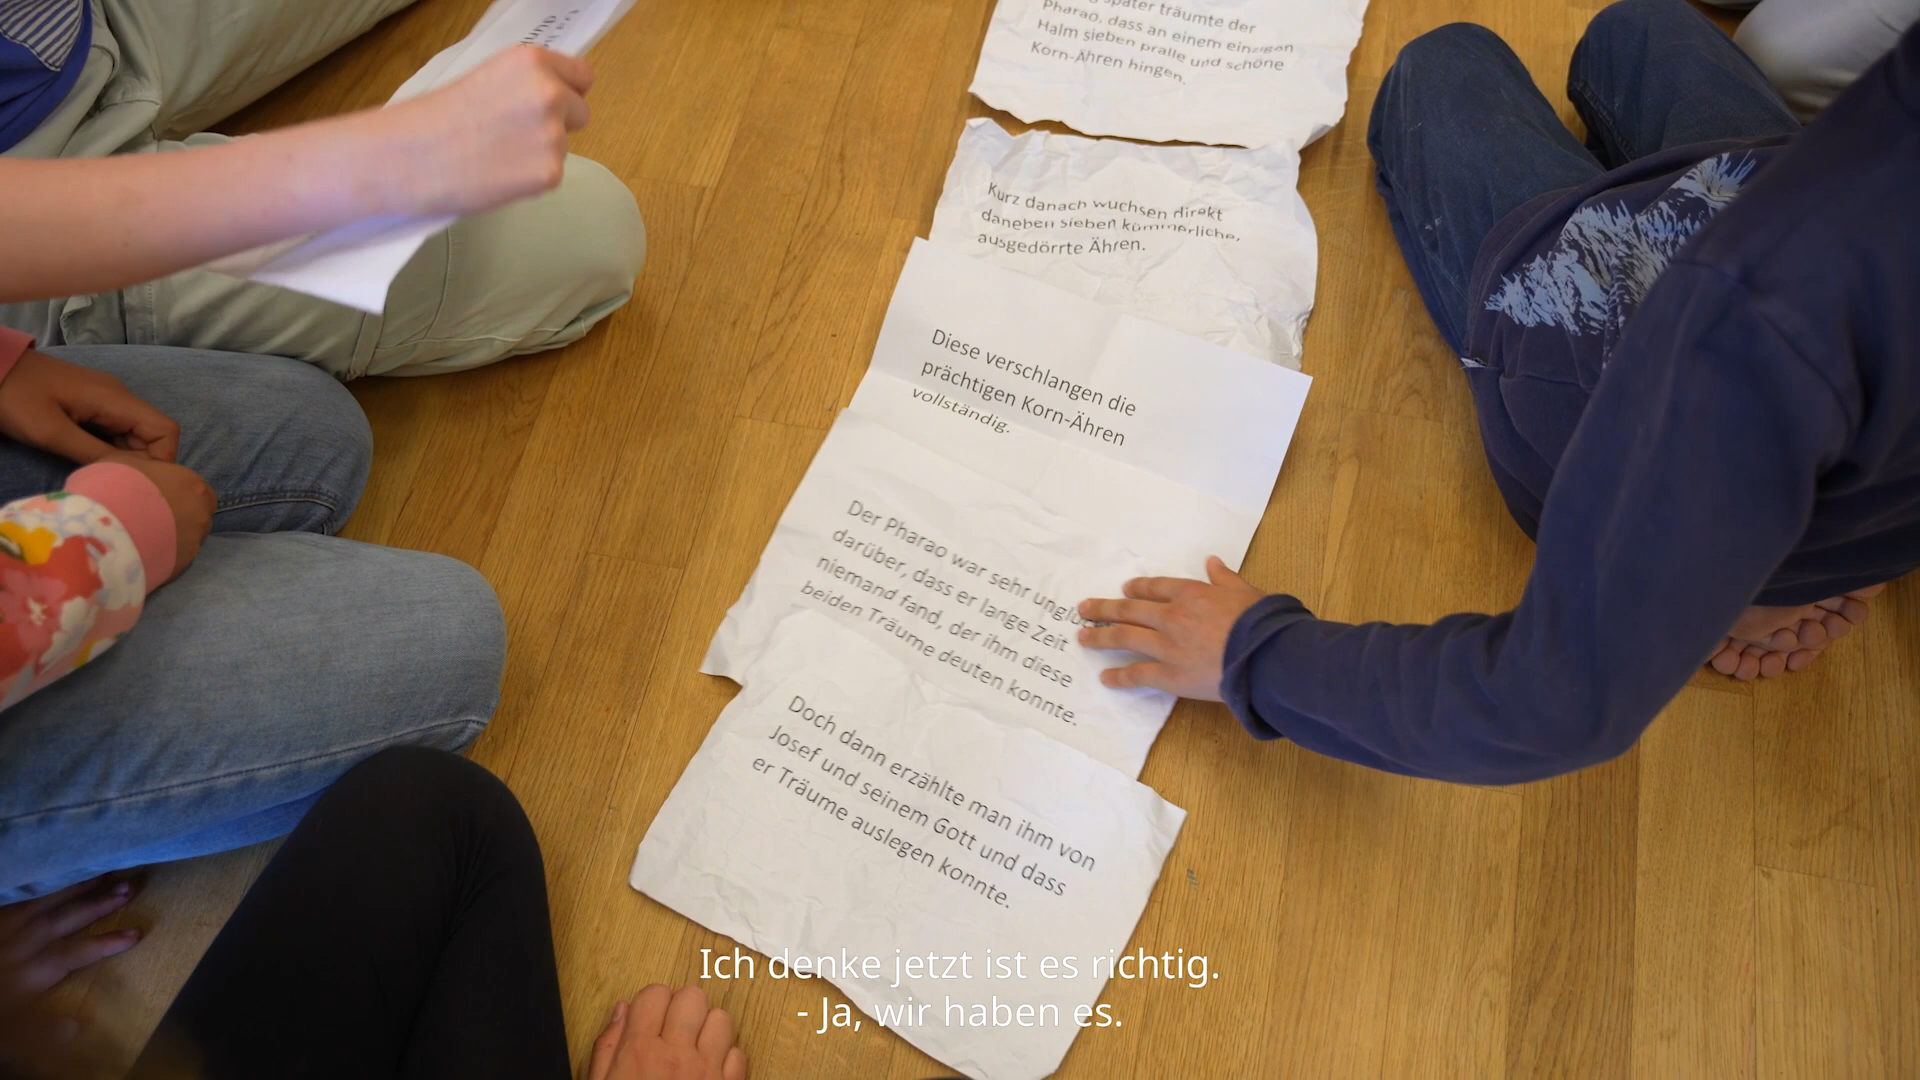 später träumte der
Pharao, dass an einem einzigen
Halm sieben pralle und schöne
Korn-Ähren hingen.
Kurz danach wuchsen direkt
daneben sieben kümmerliche,
ausgedörrte Ähren.
Diese verschlangen die
prächtigen Korn-Ähren
vollständig.
Der Pharao war sehr
darüber, dass er lange Zeit
niemand fand, der ihm diese
beiden Träume deuten konnte.
Doch dann erzählte man ihm von
Josef und seinem Gott und dass
er Träume auslegen konnte.
Ich denke jetzt ist es richtig.
- Ja, wir haben es.